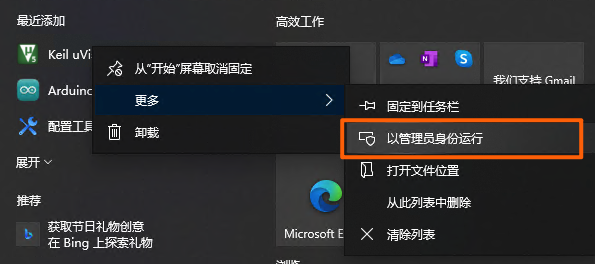 最近添加
高效工作
Keil uVis
从"开始"屏幕取消固定
Arduino
更多
我们支持 Gmail
固定到任务栏
配置工具
卸载
以管理员身份运行
展开
打开文件位置
推荐
从此列表中删除
获取节日礼物创意
在 Bing 上探索礼物
Microsoft E
清除列表